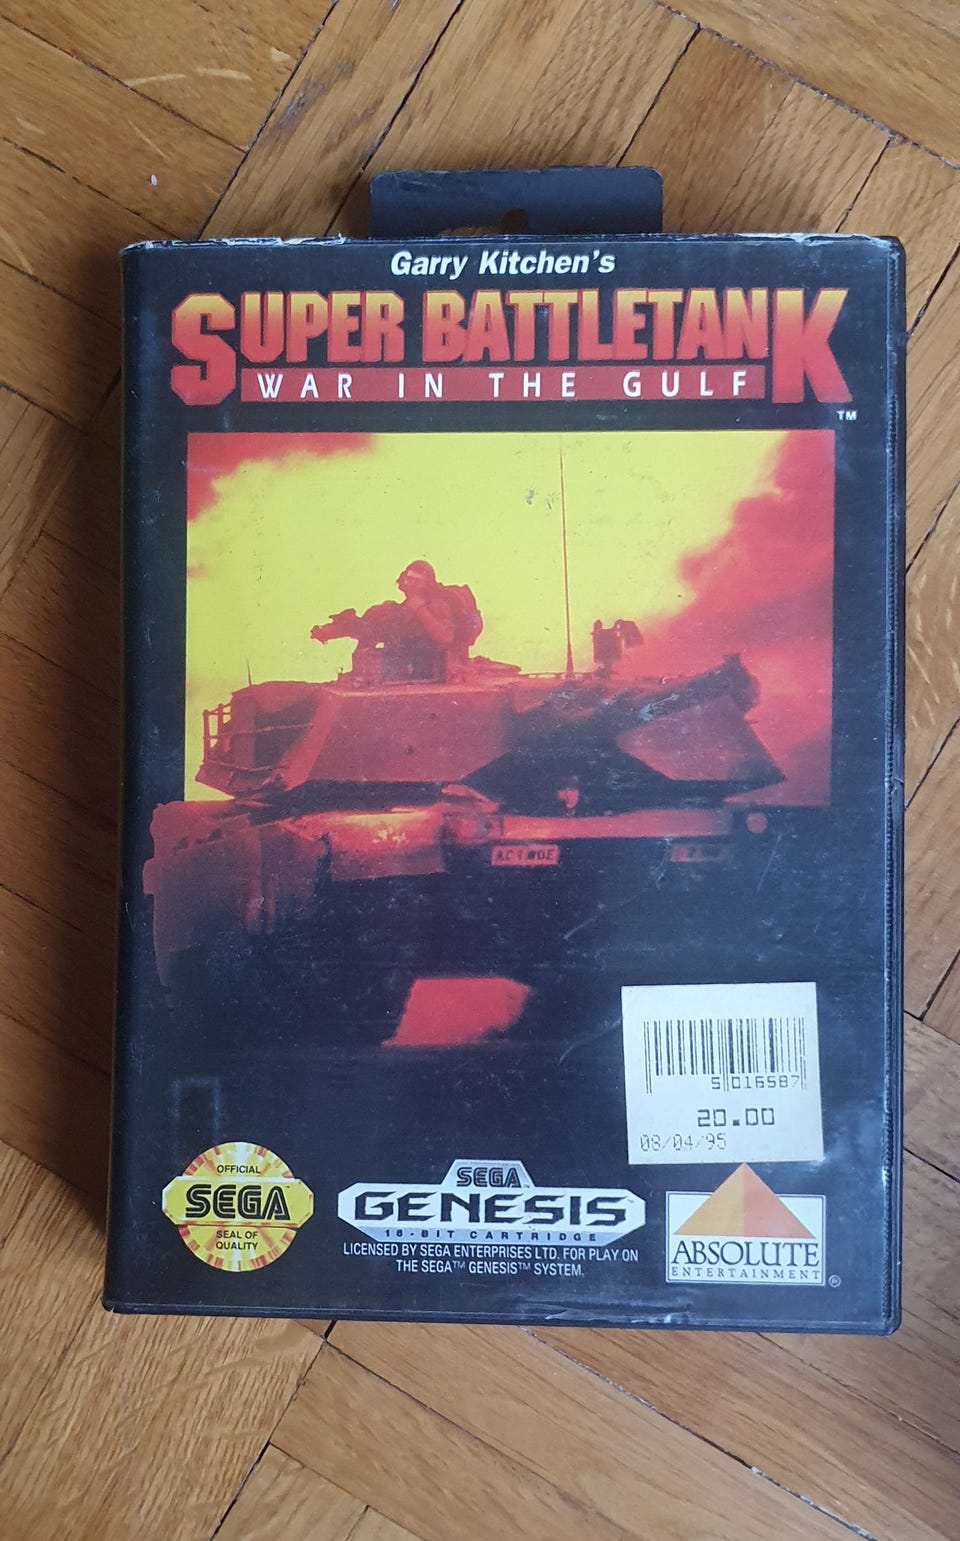 Garry Kitchen's
SUPER BATTLETANK
WAR IN THE GULF
TM
5 016587
20.00
08/04/95
OFFICIAL
SEGA
SEAL OF
QUALITY
SEGA™
GENESIS
16-BIT CARTRIDGE
LICENSED BY SEGA ENTERPRISES LTD. FOR PLAY ON
THE SEGA™ GENESIS™ SYSTEM.
ABSOLUTE
ENTERTAINMENT®